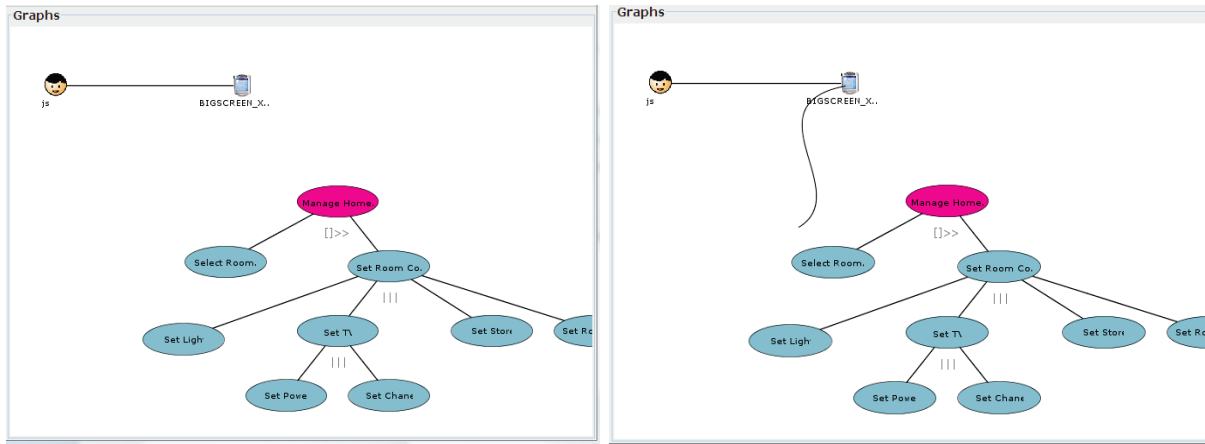 Graphs
js
BIGSCREEN_X..
Manage Home.
[]>>
Select Room.
Set Room Co.
|||
Set Ligh
Set T\
Set Store
Set Ro
|||
Set Powe
Set Chane
Graphs
js
BIGSCREEN_X..
Manage Home.
[]>>
Select Room.
Set Room Co.
|||
Set Ligh
Set T\
Set Store
Set Ro
|||
Set Powe
Set Chane